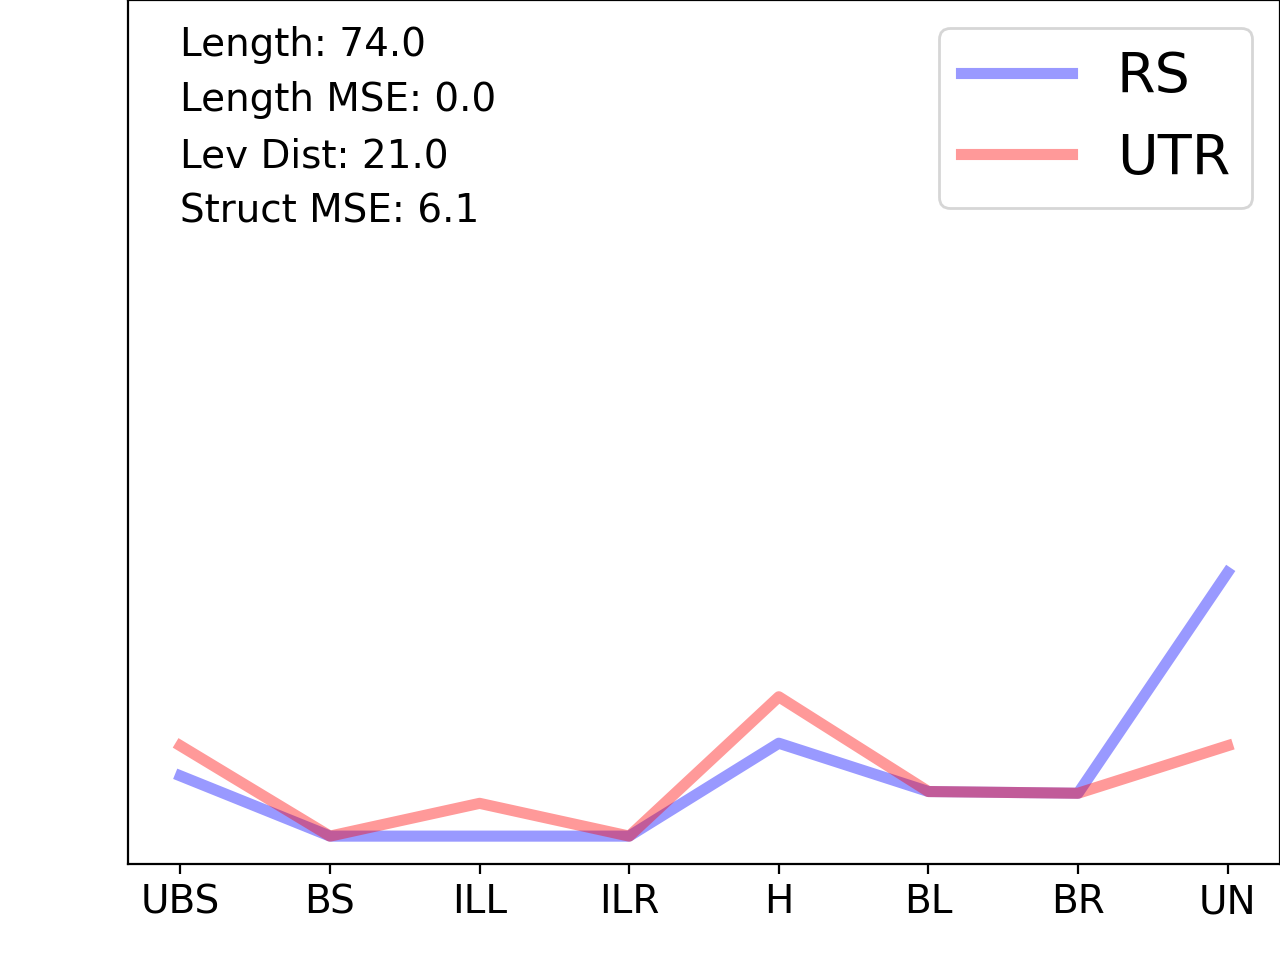 Length: 74.0
Length MSE: 0.0
Lev Dist: 21.0
Struct MSE: 6.1
RS
UTR
UBS BS ILL ILR H BL BR UN